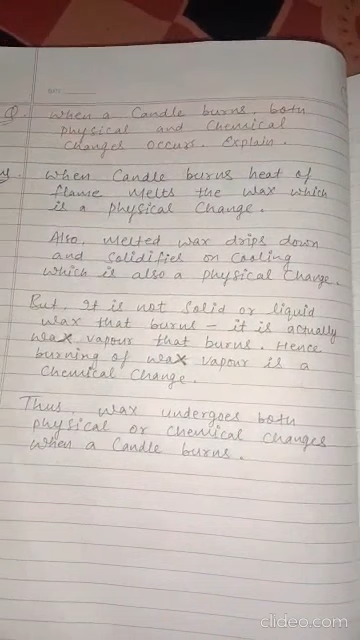 DATE
Q. When a Candle burns, both
physical and Chemical
Changes occurs. Explain.
When Candle burns heat of
flame Melts the Wax which
is a physical Change.
Also, Melted wax drips down
and solidifies on Cooling
which is also a physical Change.
But, It is not solid or liquid
wax that burns - it is actually
wax vapour that burns. Hence
burning of wax vapour is a
Chemical Change.
Thus, wax undergoes both
physical or chemical Changes
when a Candle burns.
clideo.com